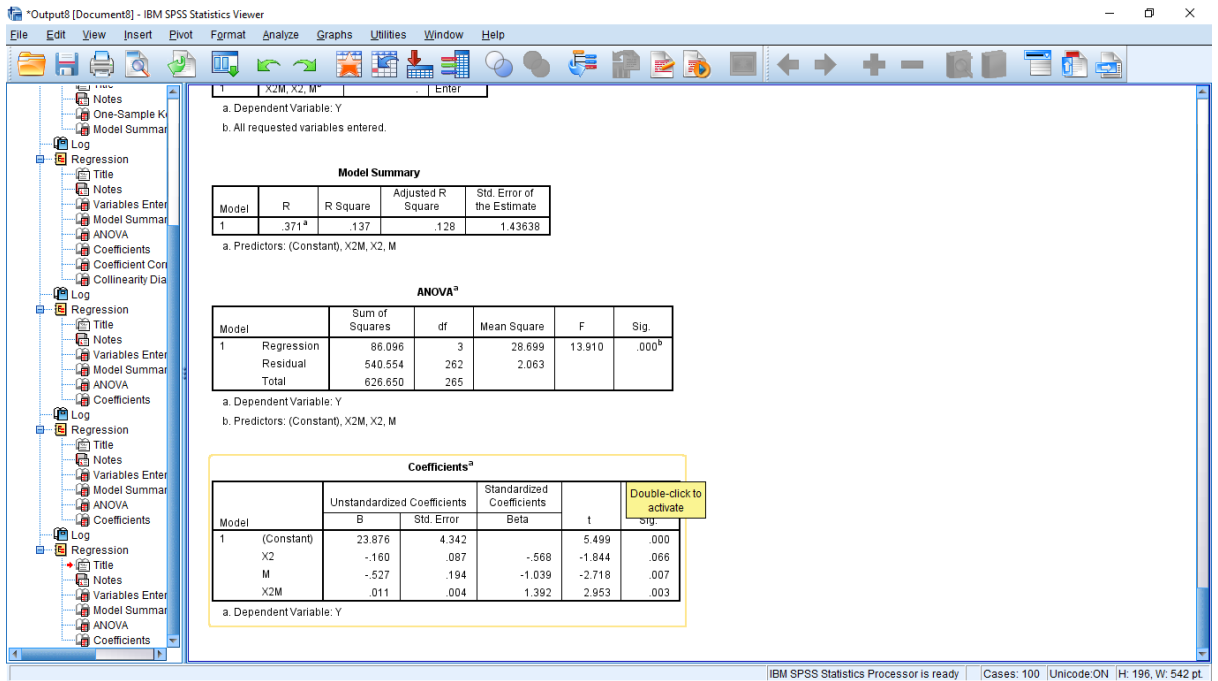 *Output8 [Document8] - IBM SPSS Statistics Viewer
File Edit View Insert Pivot Format Analyze Graphs Utilities Window Help
Notes
One-Sample K
Model Summar
Log
Regression
Title
Notes
Variables Enter
Model Summar
ANOVA
Coefficients
Coefficient Corr
Collinearity Dia
Log
Regression
Title
Notes
Variables Enter
Model Summar
ANOVA
Coefficients
Log
Regression
Title
Notes
Variables Enter
Model Summar
ANOVA
Coefficients
Log
Regression
Title
Notes
Variables Enter
Model Summar
ANOVA
Coefficients
1 X2M, X2, M . Enter
a. Dependent Variable: Y
b. All requested variables entered.
Model Summary
Model R R Square Adjusted R Square Std. Error of the Estimate
1 .371a .137 .128 1.43638
a. Predictors: (Constant), X2M, X2, M
ANOVAa
Model Sum of Squares df Mean Square F Sig.
1 Regression 86.096 3 28.699 13.910 .000b
Residual 540.554 262 2.063
Total 626.650 265
a. Dependent Variable: Y
b. Predictors: (Constant), X2M, X2, M
Coefficientsa
Unstandardized Coefficients Standardized Coefficients
Double-click to activate
Model B Std. Error Beta t Sig.
1 (Constant) 23.876 4.342 5.499 .000
X2 -.160 .087 -.568 -1.844 .066
M -.527 .194 -1.039 -2.718 .007
X2M .011 .004 1.392 2.953 .003
a. Dependent Variable: Y
IBM SPSS Statistics Processor is ready Cases: 100 Unicode:ON H: 196, W: 542 pt.